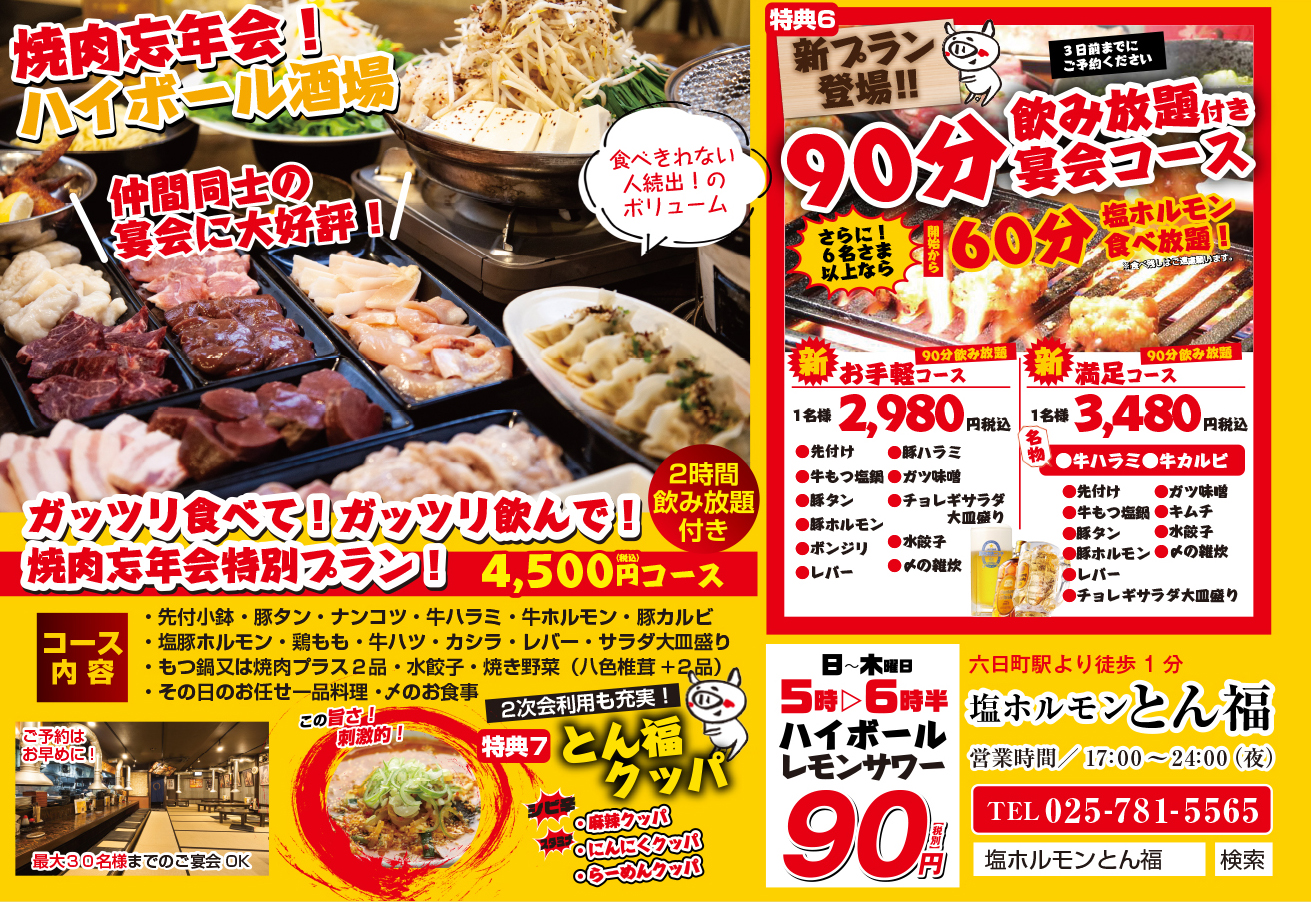 焼肉忘年会！
ハイボール酒場
仲間同士の
宴会に大好評！
食べきれない
人続出！の
ボリューム
2時間
飲み放題
付き
ガッツリ食べて！ガッツリ飲んで！
焼肉忘年会特別プラン！
4,500円(税込)コース
コース
内容
・先付小鉢・豚タン・ナンコツ・牛ハラミ・牛ホルモン・豚カルビ
・塩豚ホルモン・鶏もも・牛ハツ・カシラ・レバー・サラダ大皿盛り
・もつ鍋又は焼肉プラス２品・水餃子・焼き野菜（八色椎茸＋2品）
・その日のお任せ一品料理・〆のお食事
ご予約は
お早めに！
最大３０名様までのご宴会OK
この旨さ！
刺激的！
2次会利用も充実！
特典7
とん福
クッパ
シビ辛
・麻辣クッパ
スタミナ
・にんにくクッパ
・らーめんクッパ
特典6
新プラン
登場!!
３日前までに
ご予約ください
90分
飲み放題付き
宴会コース
さらに！
6名さま
以上なら
開始から
60分
塩ホルモン
食べ放題！
※食べ残しはご遠慮願います。
新
90分飲み放題
お手軽コース
1名様 2,980円税込
●先付け
●牛もつ塩鍋
●豚タン
●豚ホルモン
●ボンジリ
●レバー
●豚ハラミ
●ガツ味噌
●チョレギサラダ
大皿盛り
●水餃子
●〆の雑炊
新
90分飲み放題
満足コース
1名様 3,480円税込
名物
●牛ハラミ●牛カルビ
●先付け
●牛もつ塩鍋
●豚タン
●豚ホルモン
●レバー
●チョレギサラダ大皿盛り
●ガツ味噌
●キムチ
●水餃子
●〆の雑炊
日～木曜日
5時▷6時半
ハイボール
レモンサワー
90円［税別］
六日町駅より徒歩1分
塩ホルモンとん福
営業時間／17:00～24:00（夜）
TEL 025-781-5565
塩ホルモンとん福 検索